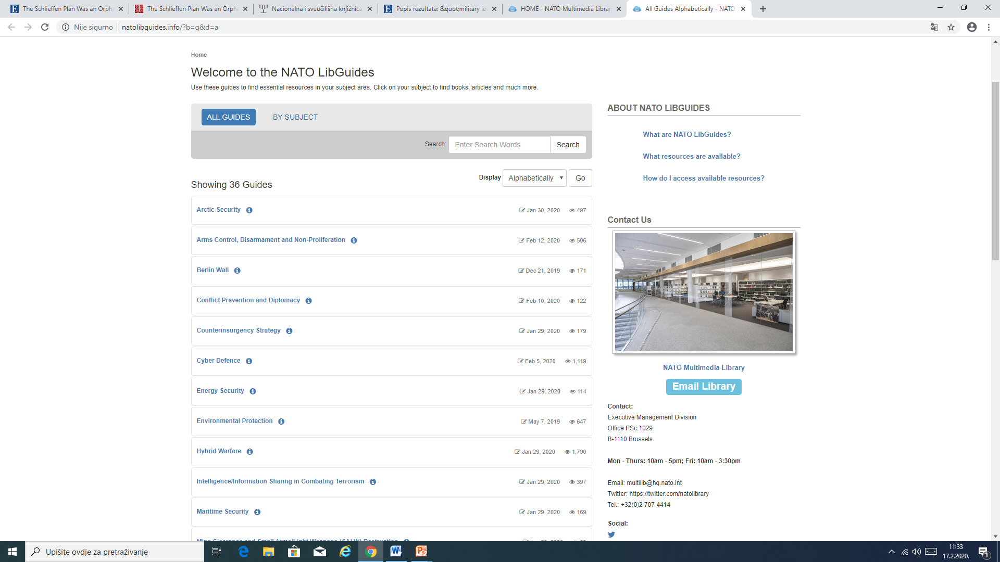 The Schlieffen Plan Was an Orpha
The Schlieffen Plan Was an Orpha
Nacionalna i sveučilišna knjižnica
Popis rezultata: &quot;military le
HOME - NATO Multimedia Librar
All Guides Alphabetically - NATO
Nije sigurno
natolibguides.info/?b=g&d=a
Home
Welcome to the NATO LibGuides
Use these guides to find essential resources in your subject area. Click on your subject to find books, articles and much more.
ALL GUIDES BY SUBJECT
Search: Enter Search Words Search
Showing 36 Guides
Display Alphabetically Go
Arctic Security Jan 30, 2020 497
Arms Control, Disarmament and Non-Proliferation Feb 12, 2020 506
Berlin Wall Dec 21, 2019 171
Conflict Prevention and Diplomacy Feb 10, 2020 122
Counterinsurgency Strategy Jan 29, 2020 179
Cyber Defence Feb 5, 2020 1,119
Energy Security Jan 29, 2020 114
Environmental Protection May 7, 2019 647
Hybrid Warfare Jan 29, 2020 1,790
Intelligence/Information Sharing in Combating Terrorism Jan 29, 2020 397
Maritime Security Jan 29, 2020 169
Mine Clearance and Small Arms/Light Weapons (SALW) Destruction
ABOUT NATO LIBGUIDES
What are NATO LibGuides?
What resources are available?
How do I access available resources?
Contact Us
NATO Multimedia Library
Email Library
Contact:
Executive Management Division
Office PSc.1029
B-1110 Brussels
Mon - Thurs: 10am - 5pm; Fri: 10am - 3:30pm
Email: multilib@hq.nato.int
Twitter: https://twitter.com/natolibrary
Tel.: +32(0)2 707 4414
Social:
Upišite ovdje za pretraživanje
11:33
17.2.2020.
1